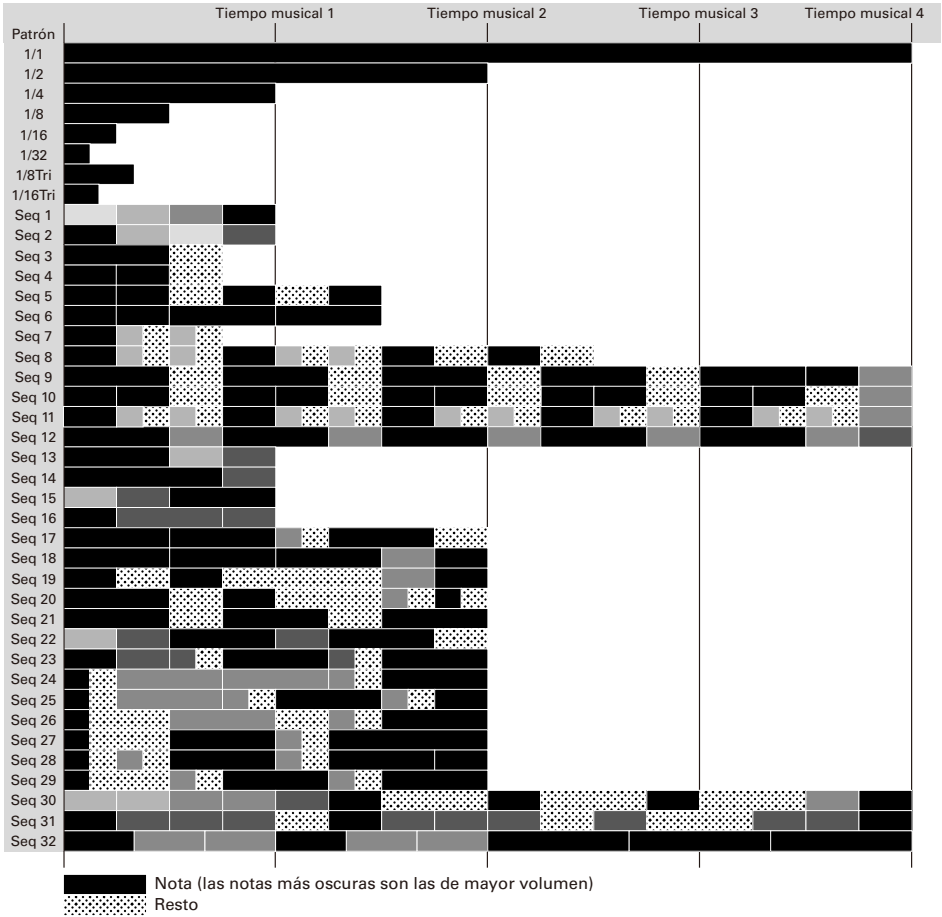 Tiempo musical 1 Tiempo musical 2 Tiempo musical 3 Tiempo musical 4
Patrón
1/1
1/2
1/4
1/8
1/16
1/32
1/8Tri
1/16Tri
Seq 1
Seq 2
Seq 3
Seq 4
Seq 5
Seq 6
Seq 7
Seq 8
Seq 9
Seq 10
Seq 11
Seq 12
Seq 13
Seq 14
Seq 15
Seq 16
Seq 17
Seq 18
Seq 19
Seq 20
Seq 21
Seq 22
Seq 23
Seq 24
Seq 25
Seq 26
Seq 27
Seq 28
Seq 29
Seq 30
Seq 31
Seq 32
Nota (las notas más oscuras son las de mayor volumen)
Resto